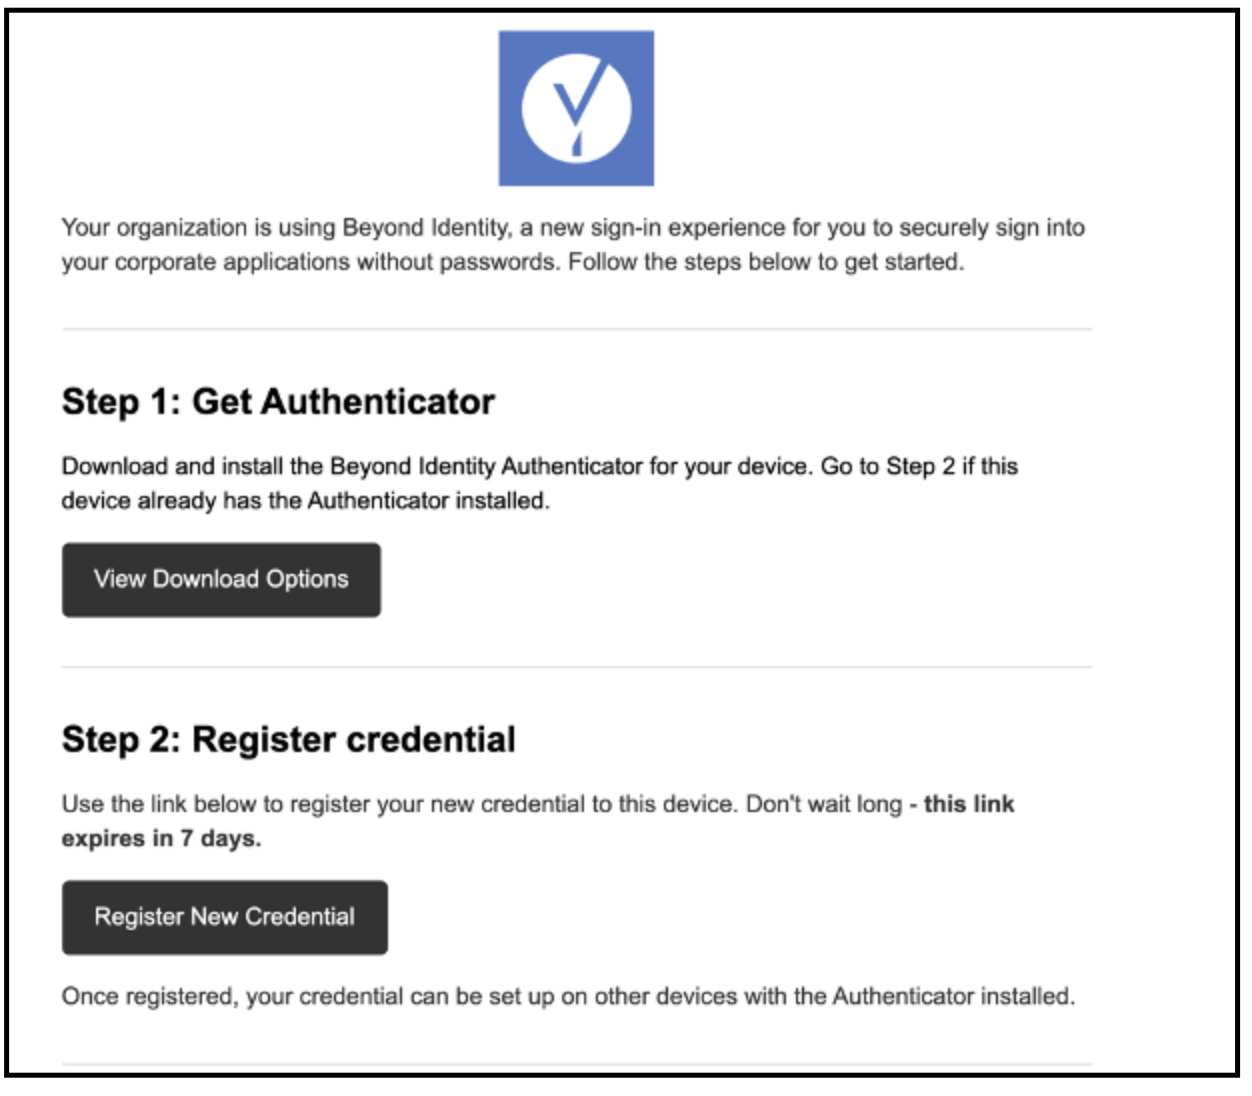 Your organization is using Beyond Identity, a new sign-in experience for you to securely sign into
your corporate applications without passwords. Follow the steps below to get started.
Step 1: Get Authenticator
Download and install the Beyond Identity Authenticator for your device. Go to Step 2 if this
device already has the Authenticator installed.
View Download Options
Step 2: Register credential
Use the link below to register your new credential to this device. Don't wait long - this link
expires in 7 days.
Register New Credential
Once registered, your credential can be set up on other devices with the Authenticator installed.